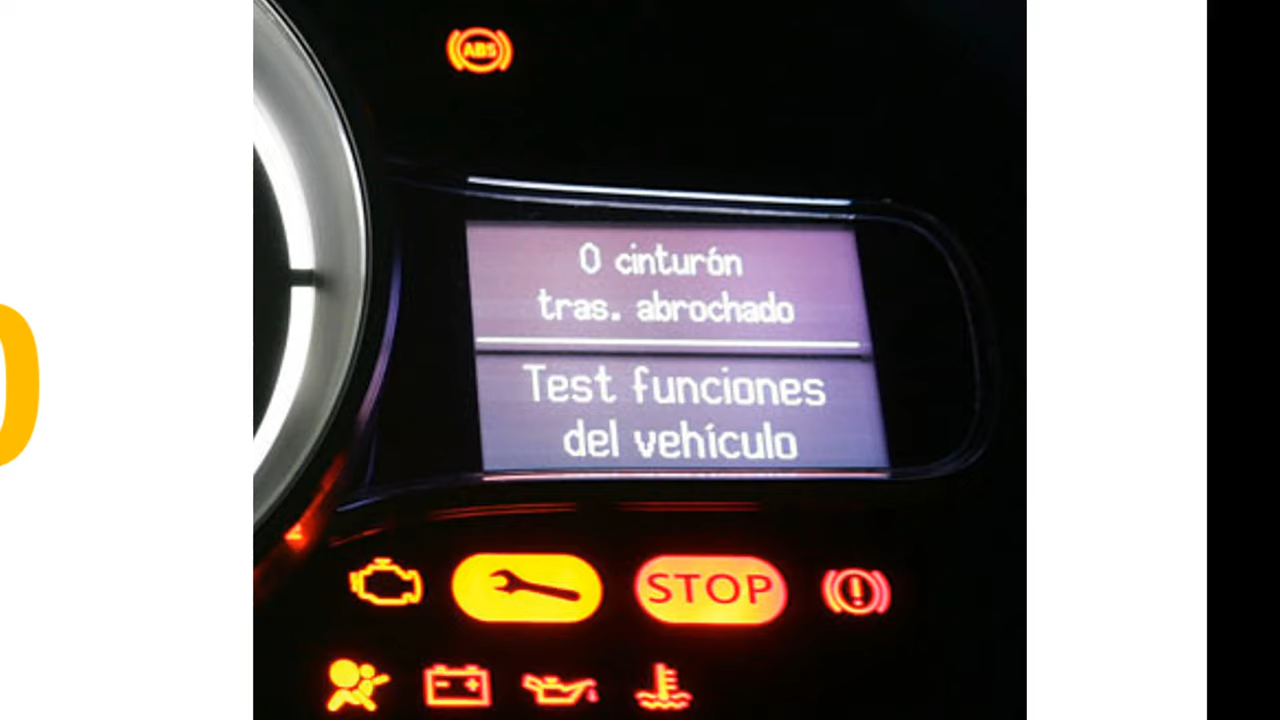 ABS
0 cinturón
tras. abrochado
Test funciones
del vehículo
STOP